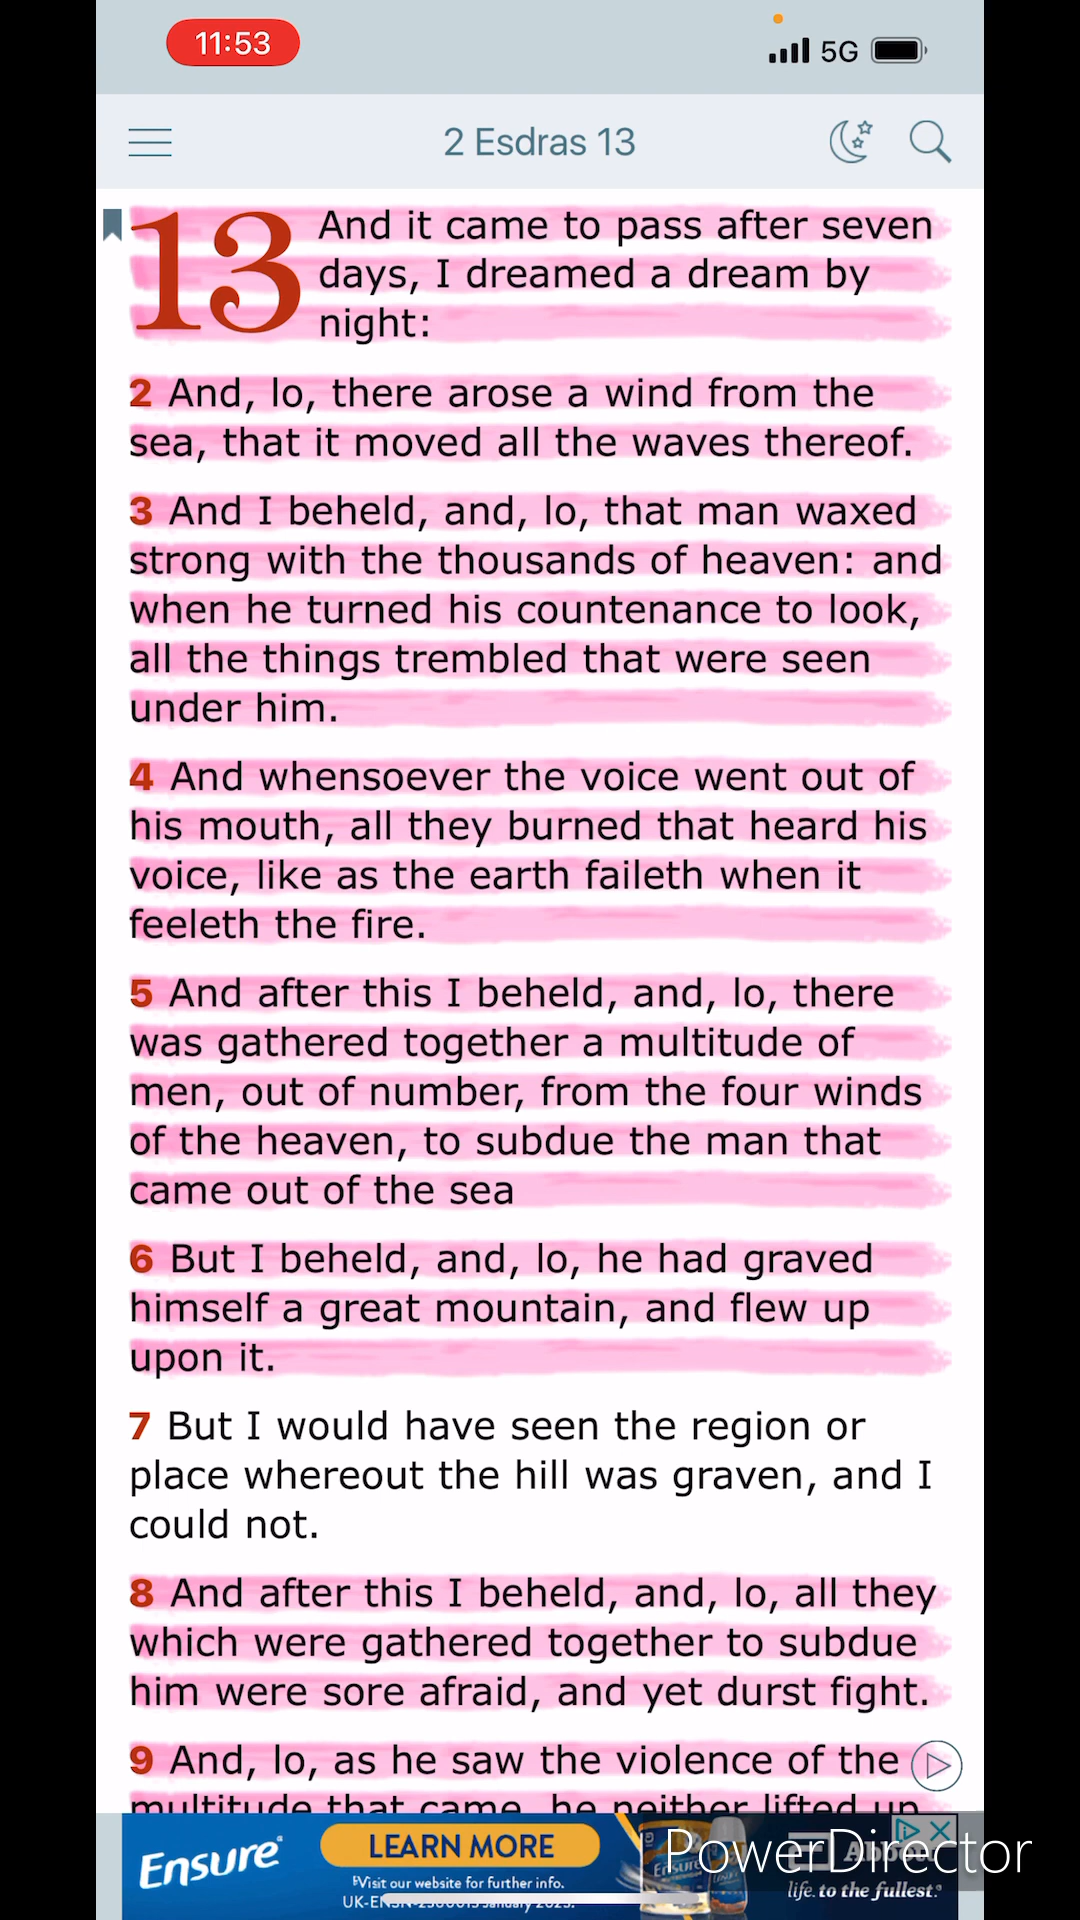 11:53
5G
2 Esdras 13
13 And it came to pass after seven
days, I dreamed a dream by
night:
2 And, lo, there arose a wind from the
sea, that it moved all the waves thereof.
3 And I beheld, and, lo, that man waxed
strong with the thousands of heaven: and
when he turned his countenance to look,
all the things trembled that were seen
under him.
4 And whensoever the voice went out of
his mouth, all they burned that heard his
voice, like as the earth faileth when it
feeleth the fire.
5 And after this I beheld, and, lo, there
was gathered together a multitude of
men, out of number, from the four winds
of the heaven, to subdue the man that
came out of the sea
6 But I beheld, and, lo, he had graved
himself a great mountain, and flew up
upon it.
7 But I would have seen the region or
place whereout the hill was graven, and I
could not.
8 And after this I beheld, and, lo, all they
which were gathered together to subdue
him were sore afraid, and yet durst fight.
9 And, lo, as he saw the violence of the
multitude that came, he neither lifted up
Ensure
LEARN MORE
Visit our website for further info.
Ensure
Abbott
life. to the fullest.
PowerDirector